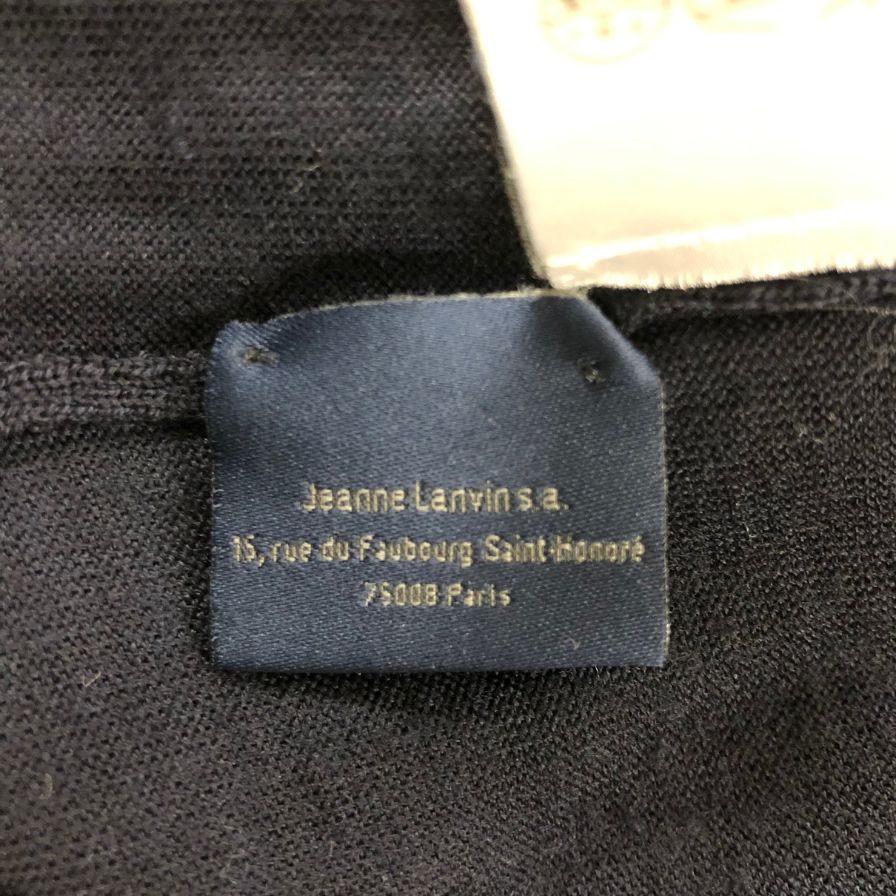 Jeanne Lanvin s.a.
15, rue du Faubourg Saint-Honoré
75008 Paris